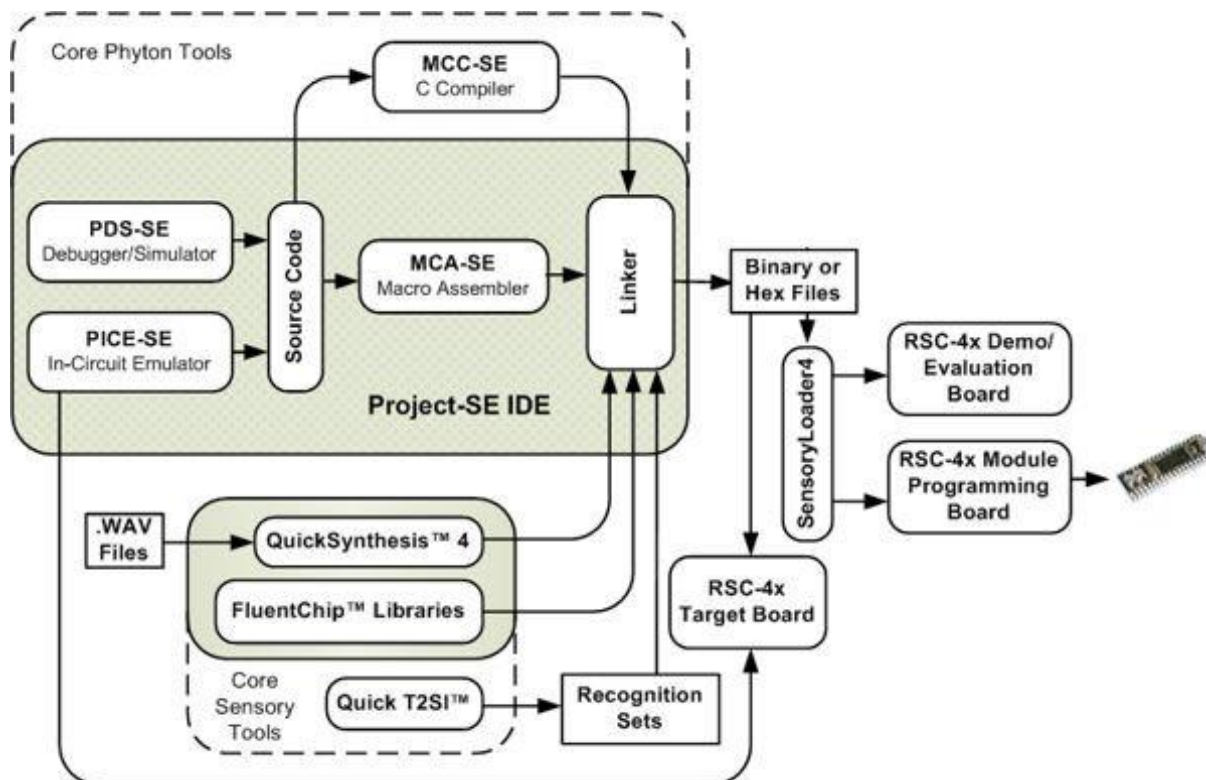 Core Phyton Tools
MCC-SE
C Compiler
PDS-SE
Debugger/Simulator
PICE-SE
In-Circuit Emulator
Source Code
MCA-SE
Macro Assembler
Linker
Project-SE IDE
Binary or
Hex Files
SensoryLoader4
RSC-4x Demo/
Evaluation
Board
RSC-4x Module
Programming
Board
RSC-4x
Target Board
.WAV
Files
QuickSynthesis™ 4
FluentChip™ Libraries
Core
Sensory
Tools
Quick T2SI™
Recognition
Sets